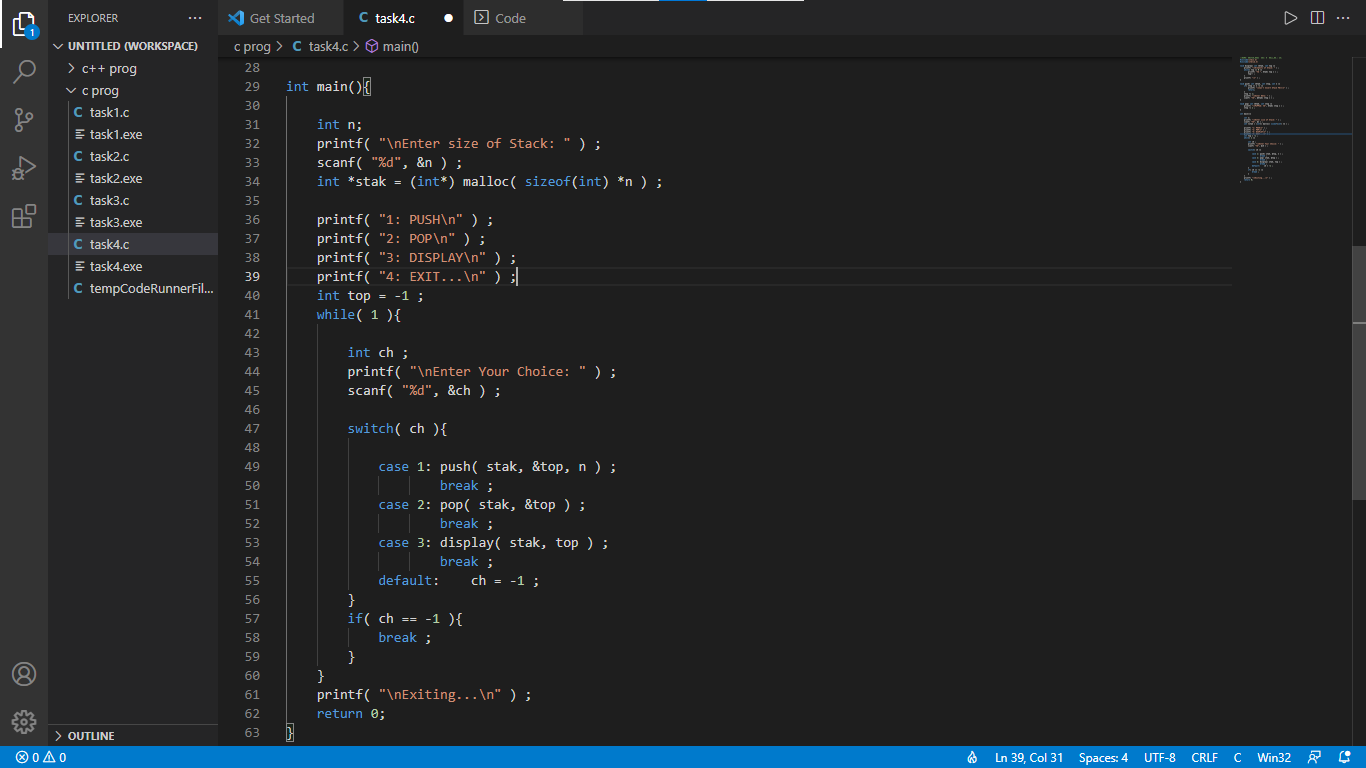 EXPLORER
Get Started
task4.c
Code
UNTITLED (WORKSPACE)
c prog > task4.c > main()
c++ prog
c prog
task1.c
task1.exe
task2.c
task2.exe
task3.c
task3.exe
task4.c
task4.exe
tempCodeRunnerFil...
OUTLINE
1
28
29 int main(){
30
31 int n;
32 printf( "\nEnter size of Stack: " ) ;
33 scanf( "%d", &n ) ;
34 int *stak = (int*) malloc( sizeof(int) *n ) ;
35
36 printf( "1: PUSH\n" ) ;
37 printf( "2: POP\n" ) ;
38 printf( "3: DISPLAY\n" ) ;
39 printf( "4: EXIT...\n" ) ;
40 int top = -1 ;
41 while( 1 ){
42
43 int ch ;
44 printf( "\nEnter Your Choice: " ) ;
45 scanf( "%d", &ch ) ;
46
47 switch( ch ){
48
49 case 1: push( stak, &top, n ) ;
50 break ;
51 case 2: pop( stak, &top ) ;
52 break ;
53 case 3: display( stak, top ) ;
54 break ;
55 default: ch = -1 ;
56 }
57 if( ch == -1 ){
58 break ;
59 }
60 }
61 printf( "\nExiting...\n" ) ;
62 return 0;
63 }
0 0
Ln 39, Col 31 Spaces: 4 UTF-8 CRLF C Win32